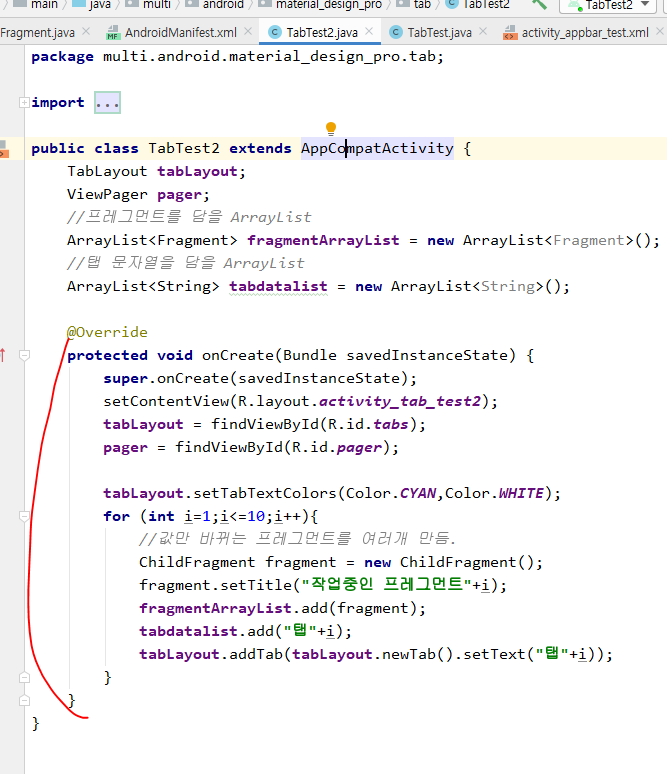 main java multi android material_design_pro tab TabTest2 TabTest2
Fragment.java AndroidManifest.xml TabTest2.java TabTest.java activity_appbar_test.xml
package multi.android.material_design_pro.tab;
import ...
public class TabTest2 extends AppCompatActivity {
TabLayout tabLayout;
ViewPager pager;
//프레그먼트를 담을 ArrayList
ArrayList<Fragment> fragmentArrayList = new ArrayList<Fragment>();
//탭 문자열을 담을 ArrayList
ArrayList<String> tabdatalist = new ArrayList<String>();
@Override
protected void onCreate(Bundle savedInstanceState) {
super.onCreate(savedInstanceState);
setContentView(R.layout.activity_tab_test2);
tabLayout = findViewById(R.id.tabs);
pager = findViewById(R.id.pager);
tabLayout.setTabTextColors(Color.CYAN,Color.WHITE);
for (int i=1;i<=10;i++){
//값만 바뀌는 프레그먼트를 여러개 만듬.
ChildFragment fragment = new ChildFragment();
fragment.setTitle("작업중인 프레그먼트"+i);
fragmentArrayList.add(fragment);
tabdatalist.add("탭"+i);
tabLayout.addTab(tabLayout.newTab().setText("탭"+i));
}
}
}